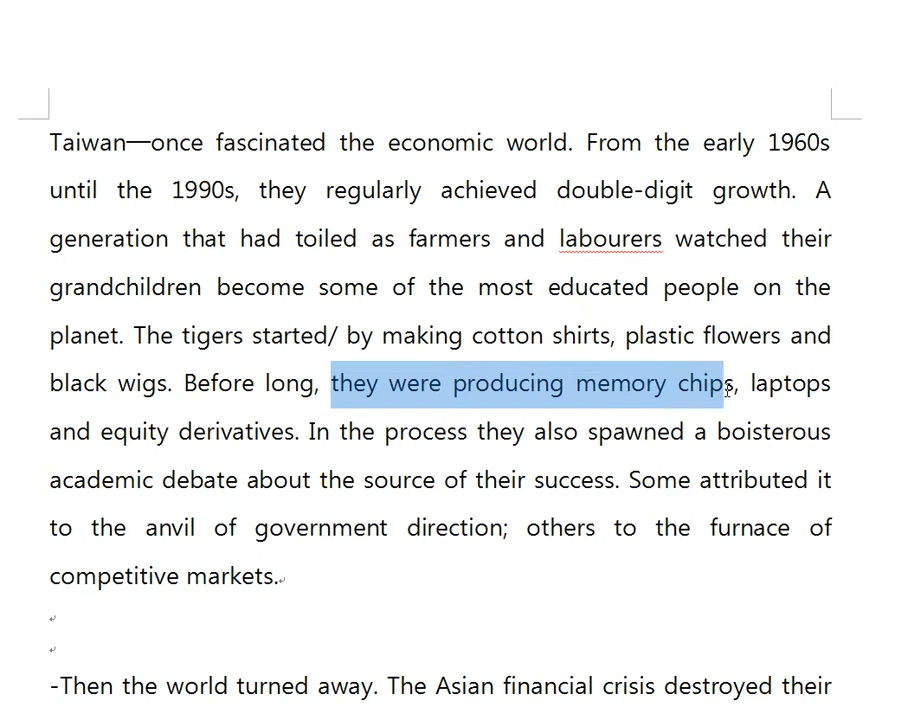 Taiwan—once fascinated the economic world. From the early 1960s
until the 1990s, they regularly achieved double-digit growth. A
generation that had toiled as farmers and labourers watched their
grandchildren become some of the most educated people on the
planet. The tigers started/ by making cotton shirts, plastic flowers and
black wigs. Before long, they were producing memory chips, laptops
and equity derivatives. In the process they also spawned a boisterous
academic debate about the source of their success. Some attributed it
to the anvil of government direction; others to the furnace of
competitive markets.
-Then the world turned away. The Asian financial crisis destroyed their